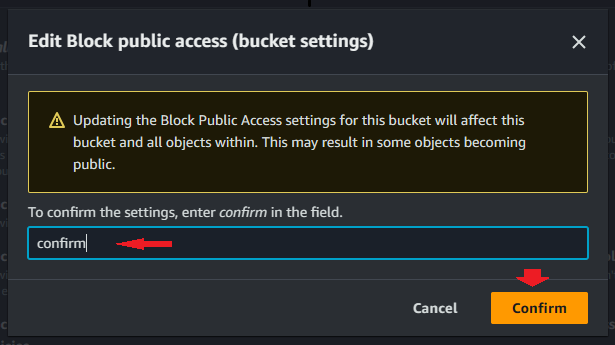 Edit Block public access (bucket settings)
Updating the Block Public Access settings for this bucket will affect this
bucket and all objects within. This may result in some objects becoming
public.
To confirm the settings, enter confirm in the field.
confirm
Cancel
Confirm